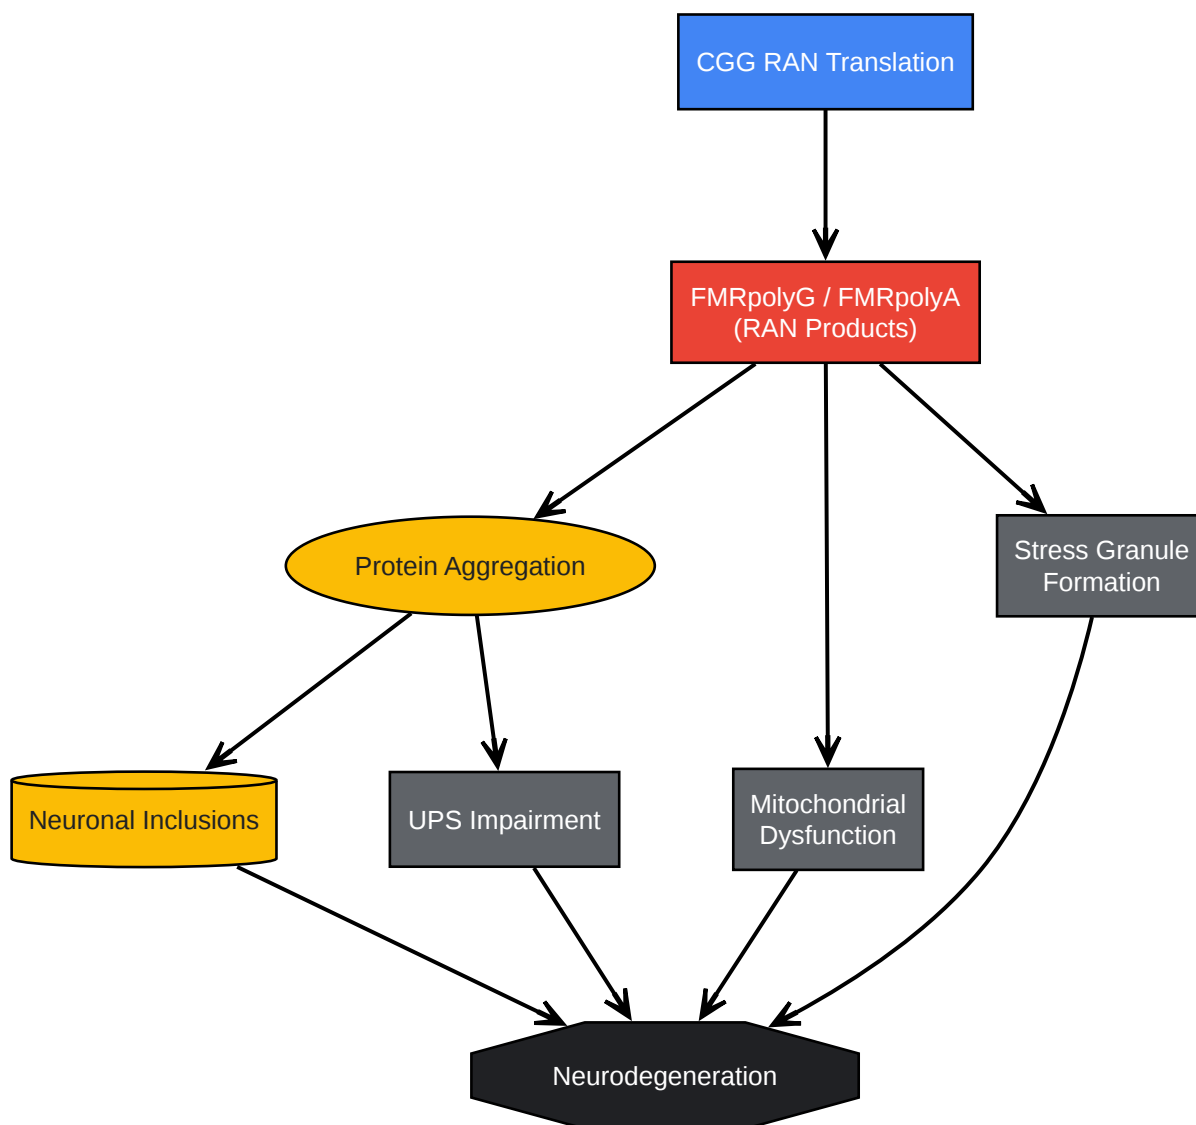 CGG RAN Translation
FMRpolyG / FMRpolyA
(RAN Products)
Stress Granule
Formation
Protein Aggregation
Neuronal Inclusions
UPS Impairment
Mitochondrial
Dysfunction
Neurodegeneration